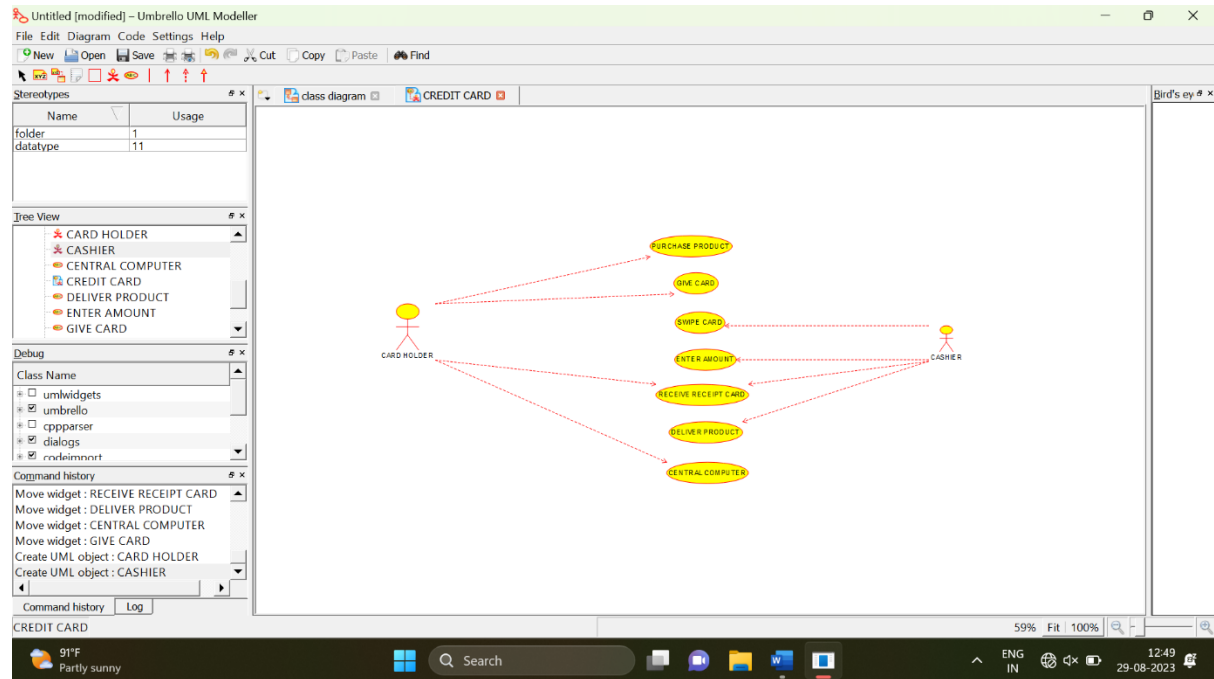 Untitled [modified] – Umbrello UML Modeller
File Edit Diagram Code Settings Help
New Open Save Cut Copy Paste Find
Stereotypes
class diagram CREDIT CARD
Bird's ey
Name Usage
folder 1
datatype 11
Tree View
CARD HOLDER
CASHIER
CENTRAL COMPUTER
CREDIT CARD
DELIVER PRODUCT
ENTER AMOUNT
GIVE CARD
Debug
Class Name
umlwidgets
umbrello
cppparser
dialogs
codeimport
Command history
Move widget : RECEIVE RECEIPT CARD
Move widget : DELIVER PRODUCT
Move widget : CENTRAL COMPUTER
Move widget : GIVE CARD
Create UML object : CARD HOLDER
Create UML object : CASHIER
Command history Log
PURCHASE PRODUCT
GIVE CARD
SWIPE CARD
CARD HOLDER
ENTER AMOUNT
CASHIER
RECEIVE RECEIPT CARD
DELIVER PRODUCT
CENTRAL COMPUTER
CREDIT CARD
59% Fit 100%
91°F
Partly sunny
Search
ENG
IN
12:49
29-08-2023